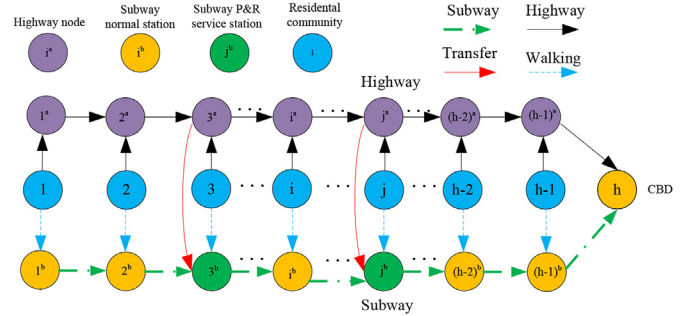 Highway node
Subway normal station
Subway P&R service station
Residental community
iᵃ
iᵇ
jᵇ
i
Subway
Highway
Transfer
Walking
Highway
1ᵃ 2ᵃ 3ᵃ ... iᵃ ... jᵃ ... (h-2)ᵃ ... (h-1)ᵃ
1 2 3 ... i ... j ... h-2 ... h-1 h CBD
1ᵇ 2ᵇ 3ᵇ ... iᵇ ... jᵇ ... (h-2)ᵇ ... (h-1)ᵇ
Subway